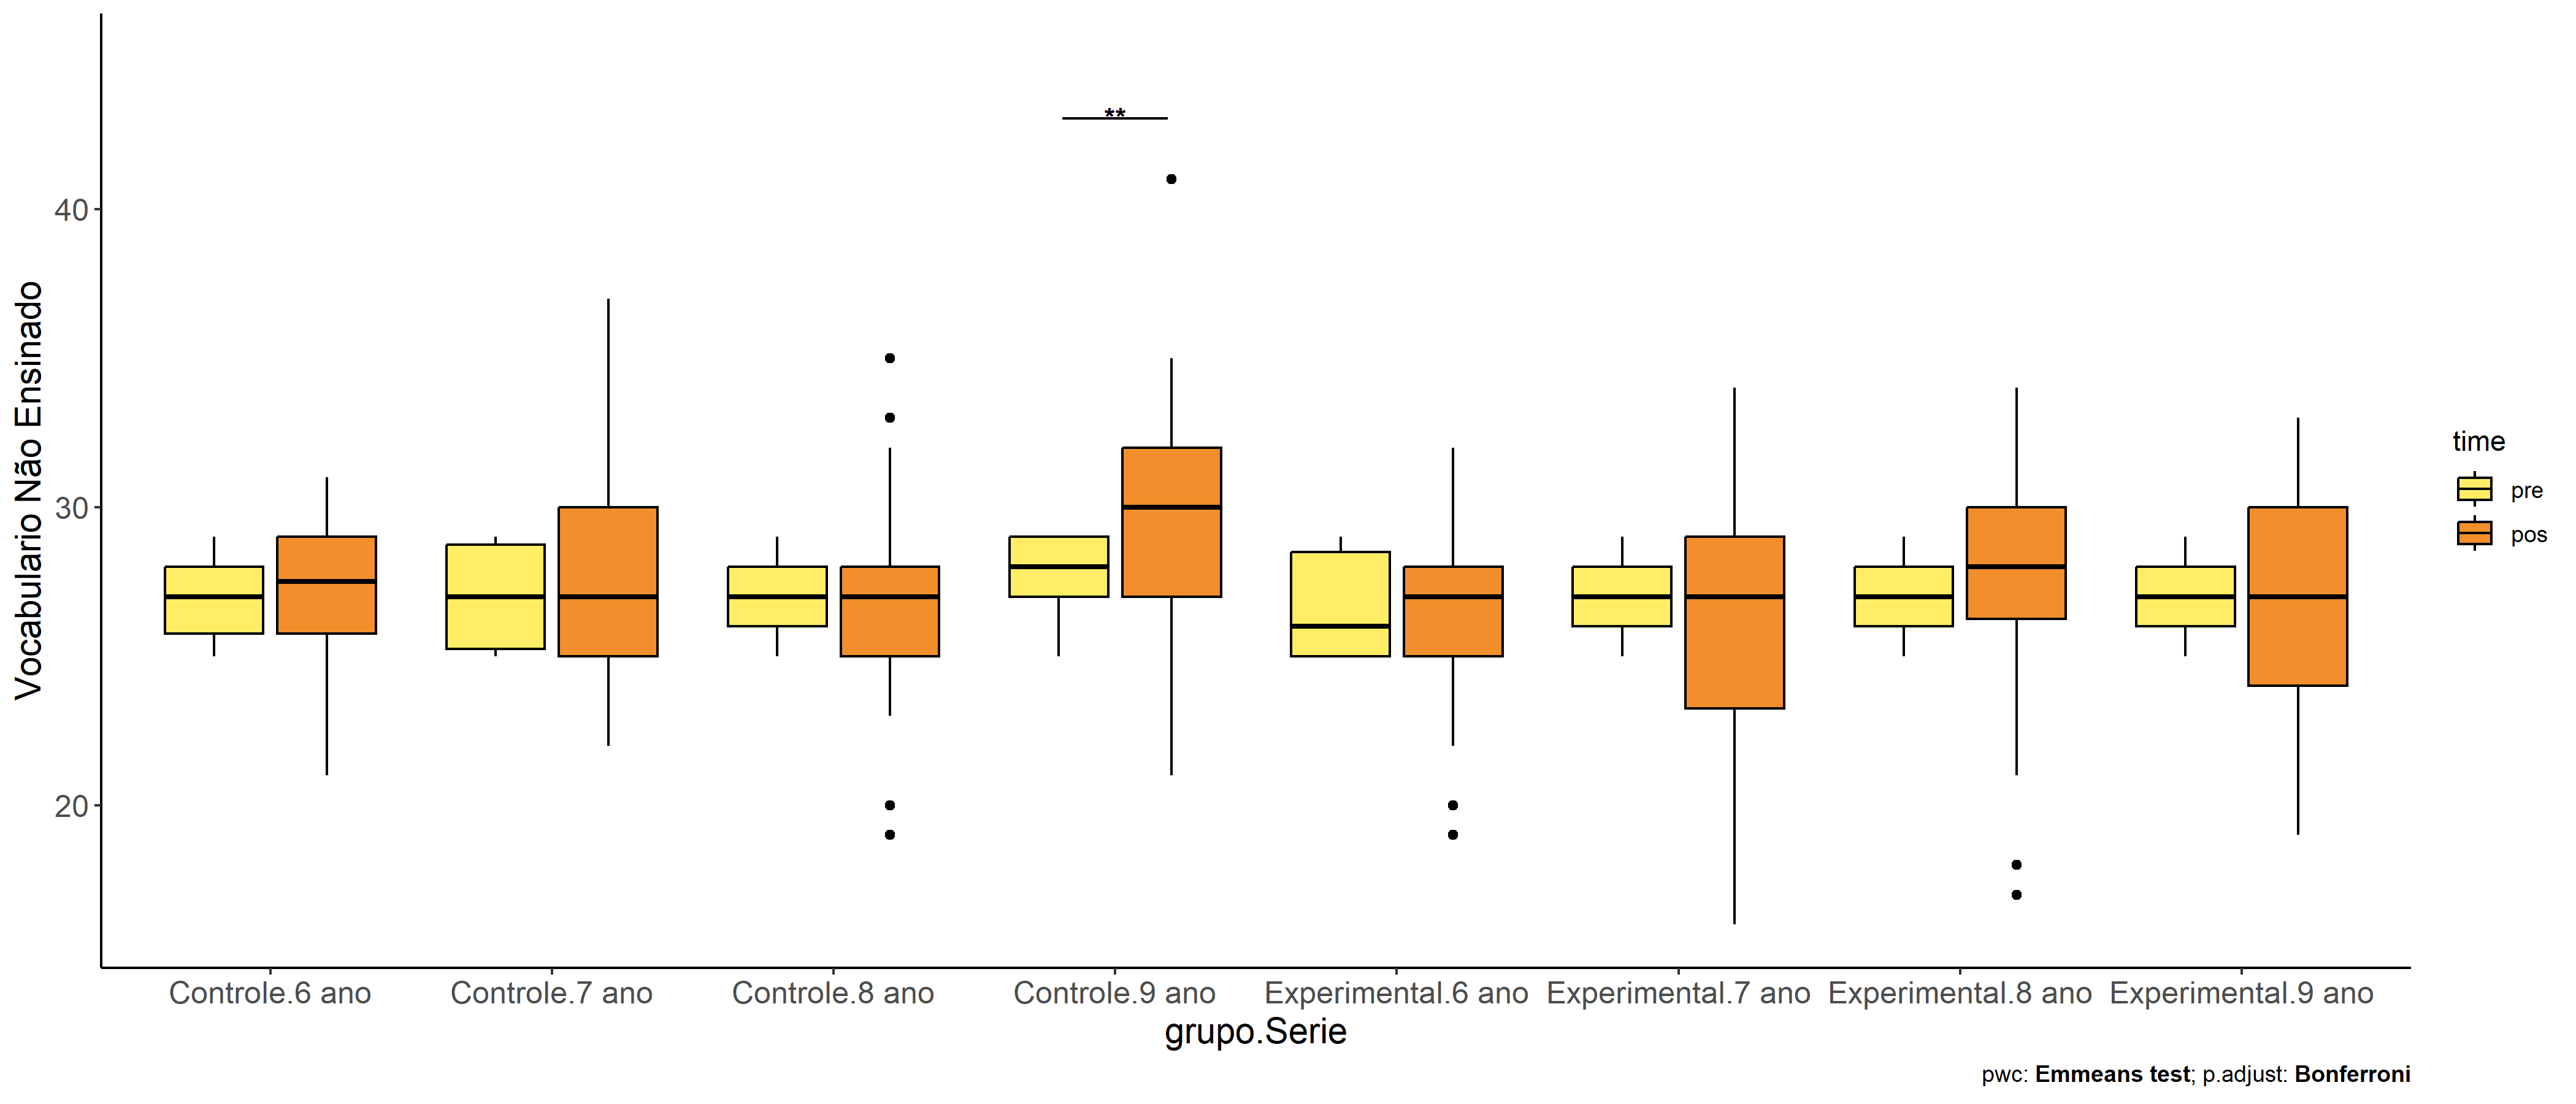 **
Vocabulario Não Ensinado
40
30
20
time
pre
pos
Controle.6 ano Controle.7 ano Controle.8 ano Controle.9 ano Experimental.6 ano Experimental.7 ano Experimental.8 ano Experimental.9 ano
grupo.Serie
pwc: Emmeans test; p.adjust: Bonferroni